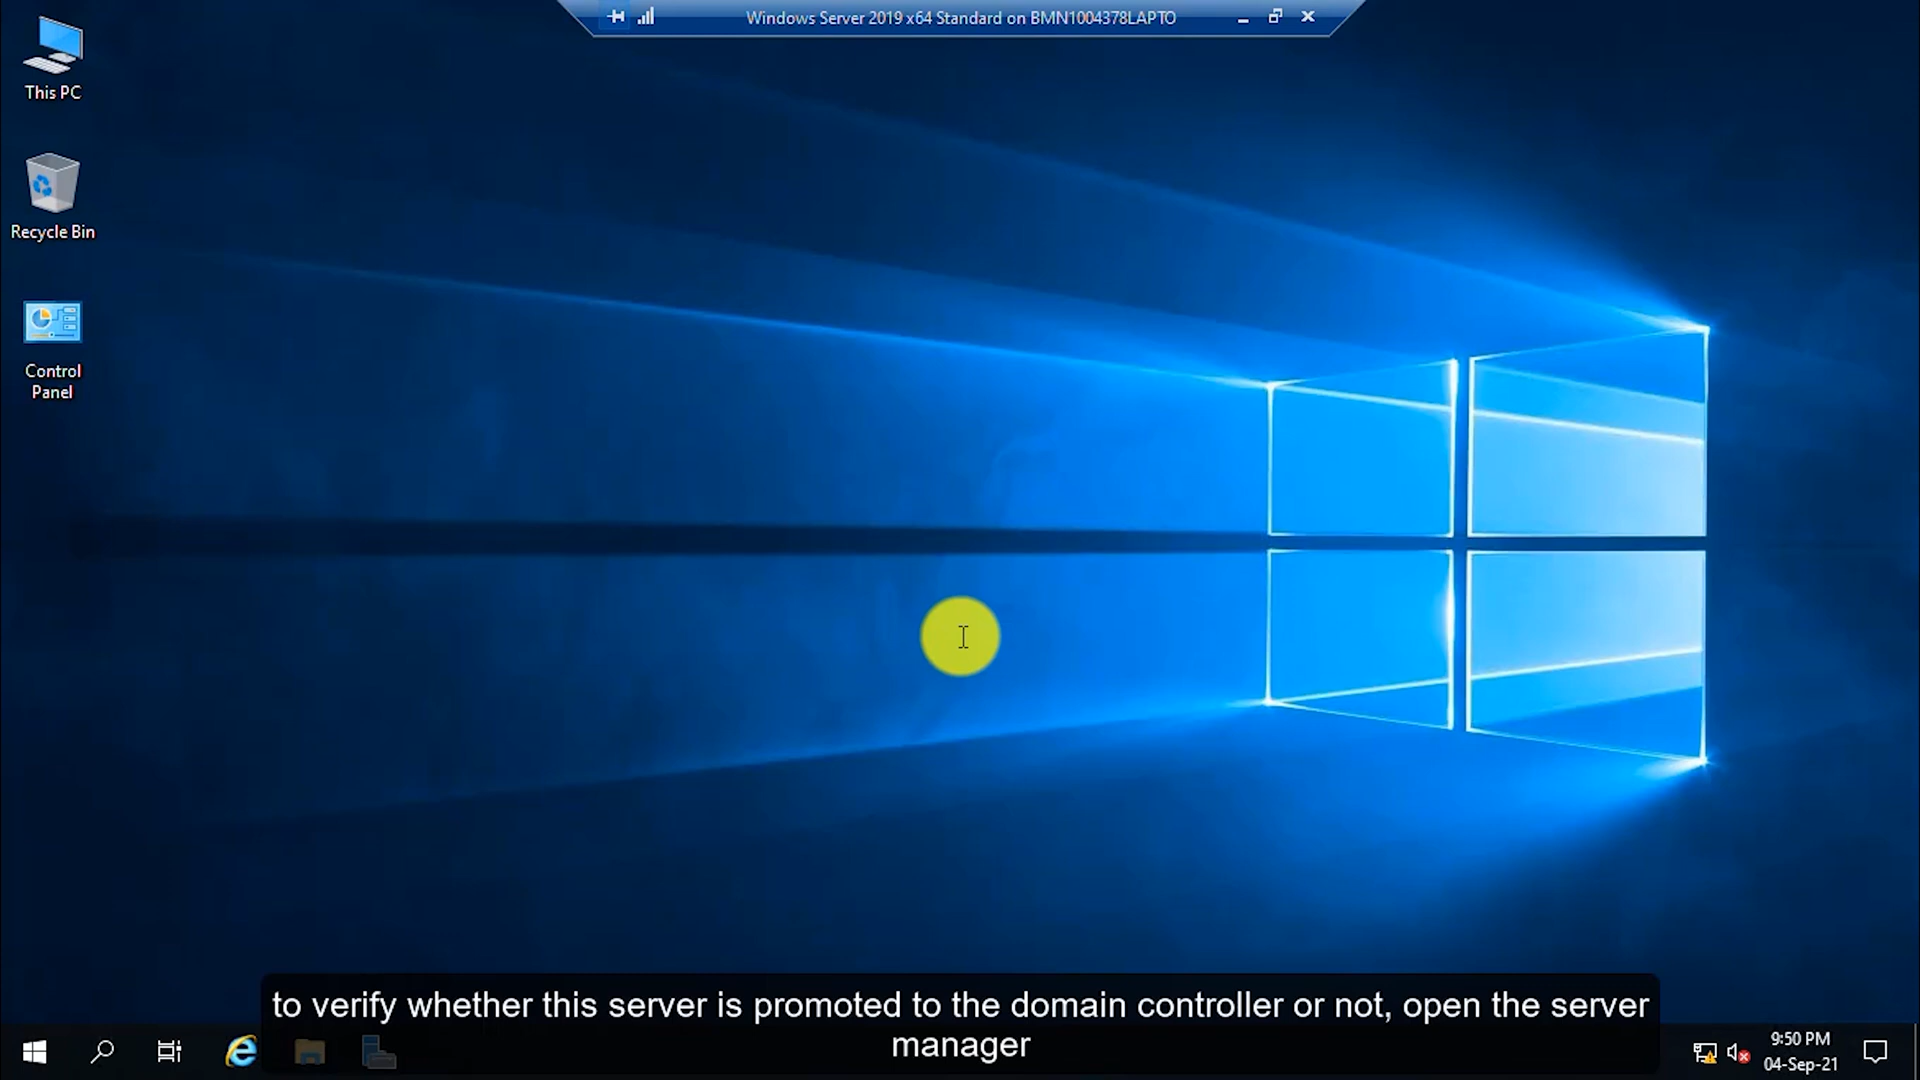 Windows Server 2019 x64 Standard on BMN1004378LAPTO
This PC
Recycle Bin
Control
Panel
to verify whether this server is promoted to the domain controller or not, open the server
manager
9:50 PM
04-Sep-21